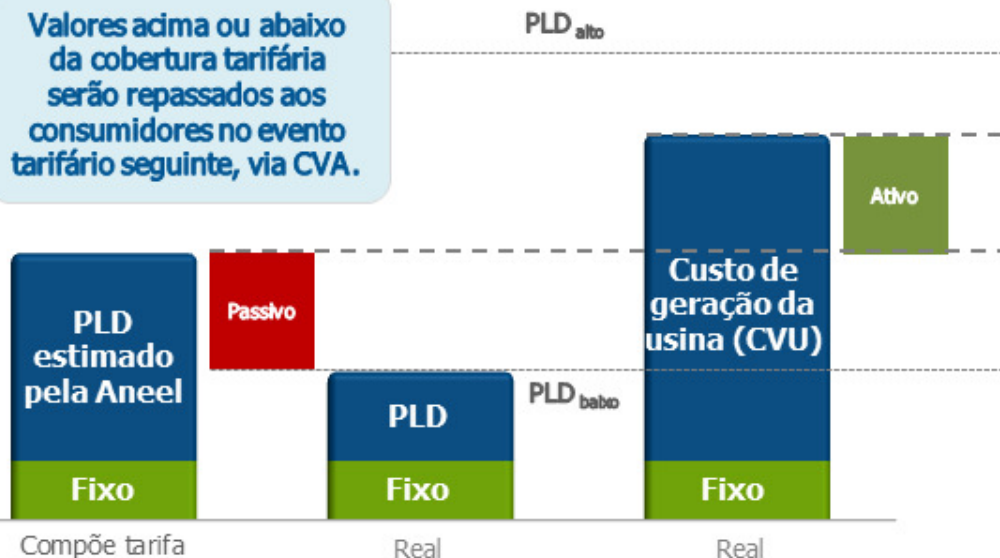 Valores acima ou abaixo
da cobertura tarifária
serão repassados aos
consumidores no evento
tarifário seguinte, via CVA.
PLD alto
Ativo
Passivo
PLD
estimado
pela Aneel
Custo de
geração da
usina (CVU)
PLD baixo
PLD
Fixo
Fixo
Fixo
Compõe tarifa
Real
Real